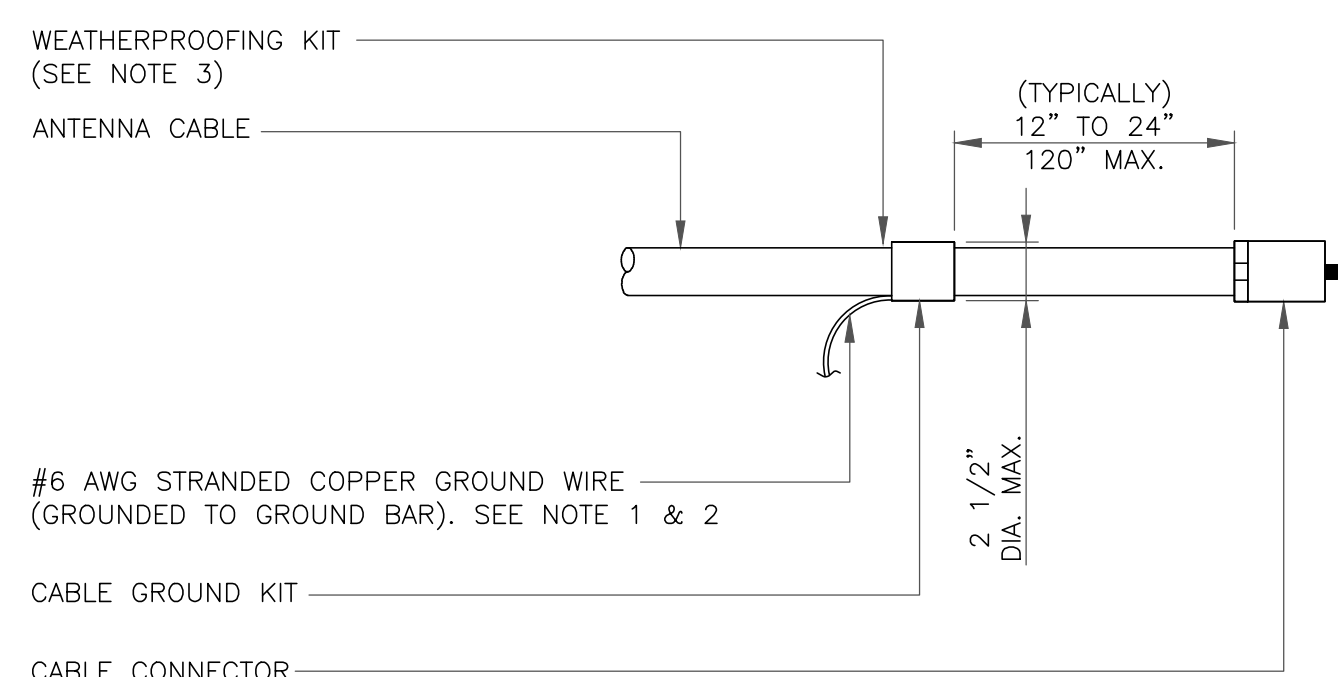 WEATHERPROOFING KIT
(SEE NOTE 3)
ANTENNA CABLE
(TYPICALLY)
12” TO 24”
120” MAX.
2 1/2”
DIA. MAX.
#6 AWG STRANDED COPPER GROUND WIRE
(GROUNDED TO GROUND BAR). SEE NOTE 1 & 2
CABLE GROUND KIT
CABLE CONNECTOR